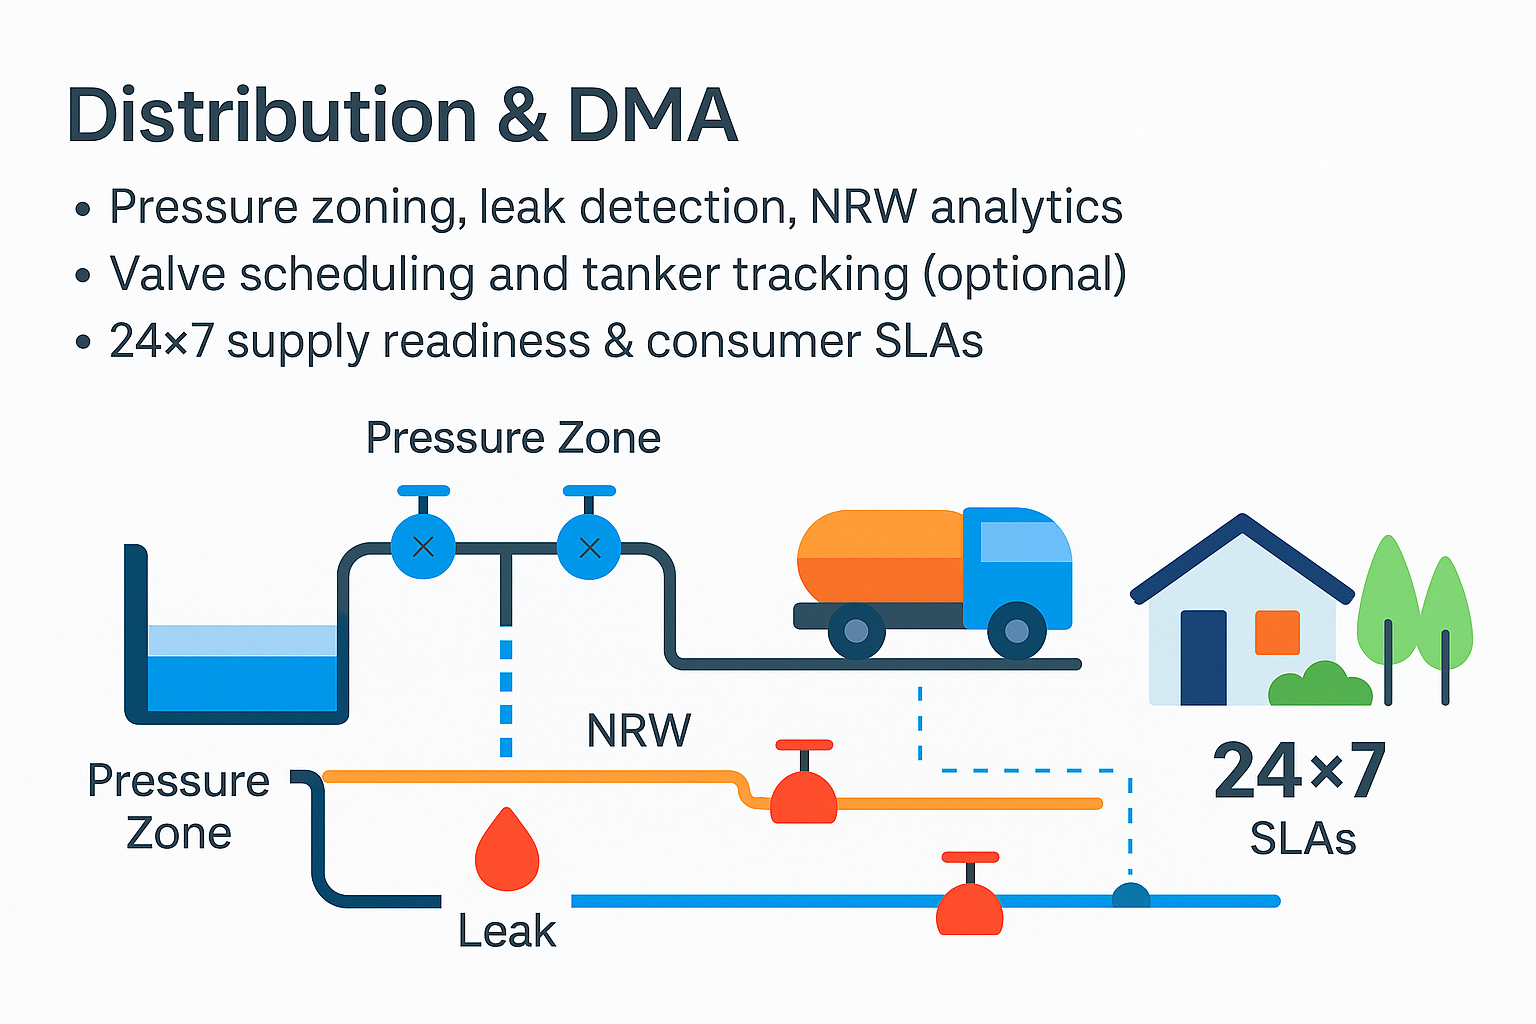 Distribution & DMA
• Pressure zoning, leak detection, NRW analytics
• Valve scheduling and tanker tracking (optional)
• 24×7 supply readiness & consumer SLAs
Pressure Zone
NRW
Pressure
Zone
Leak
24×7
SLAs